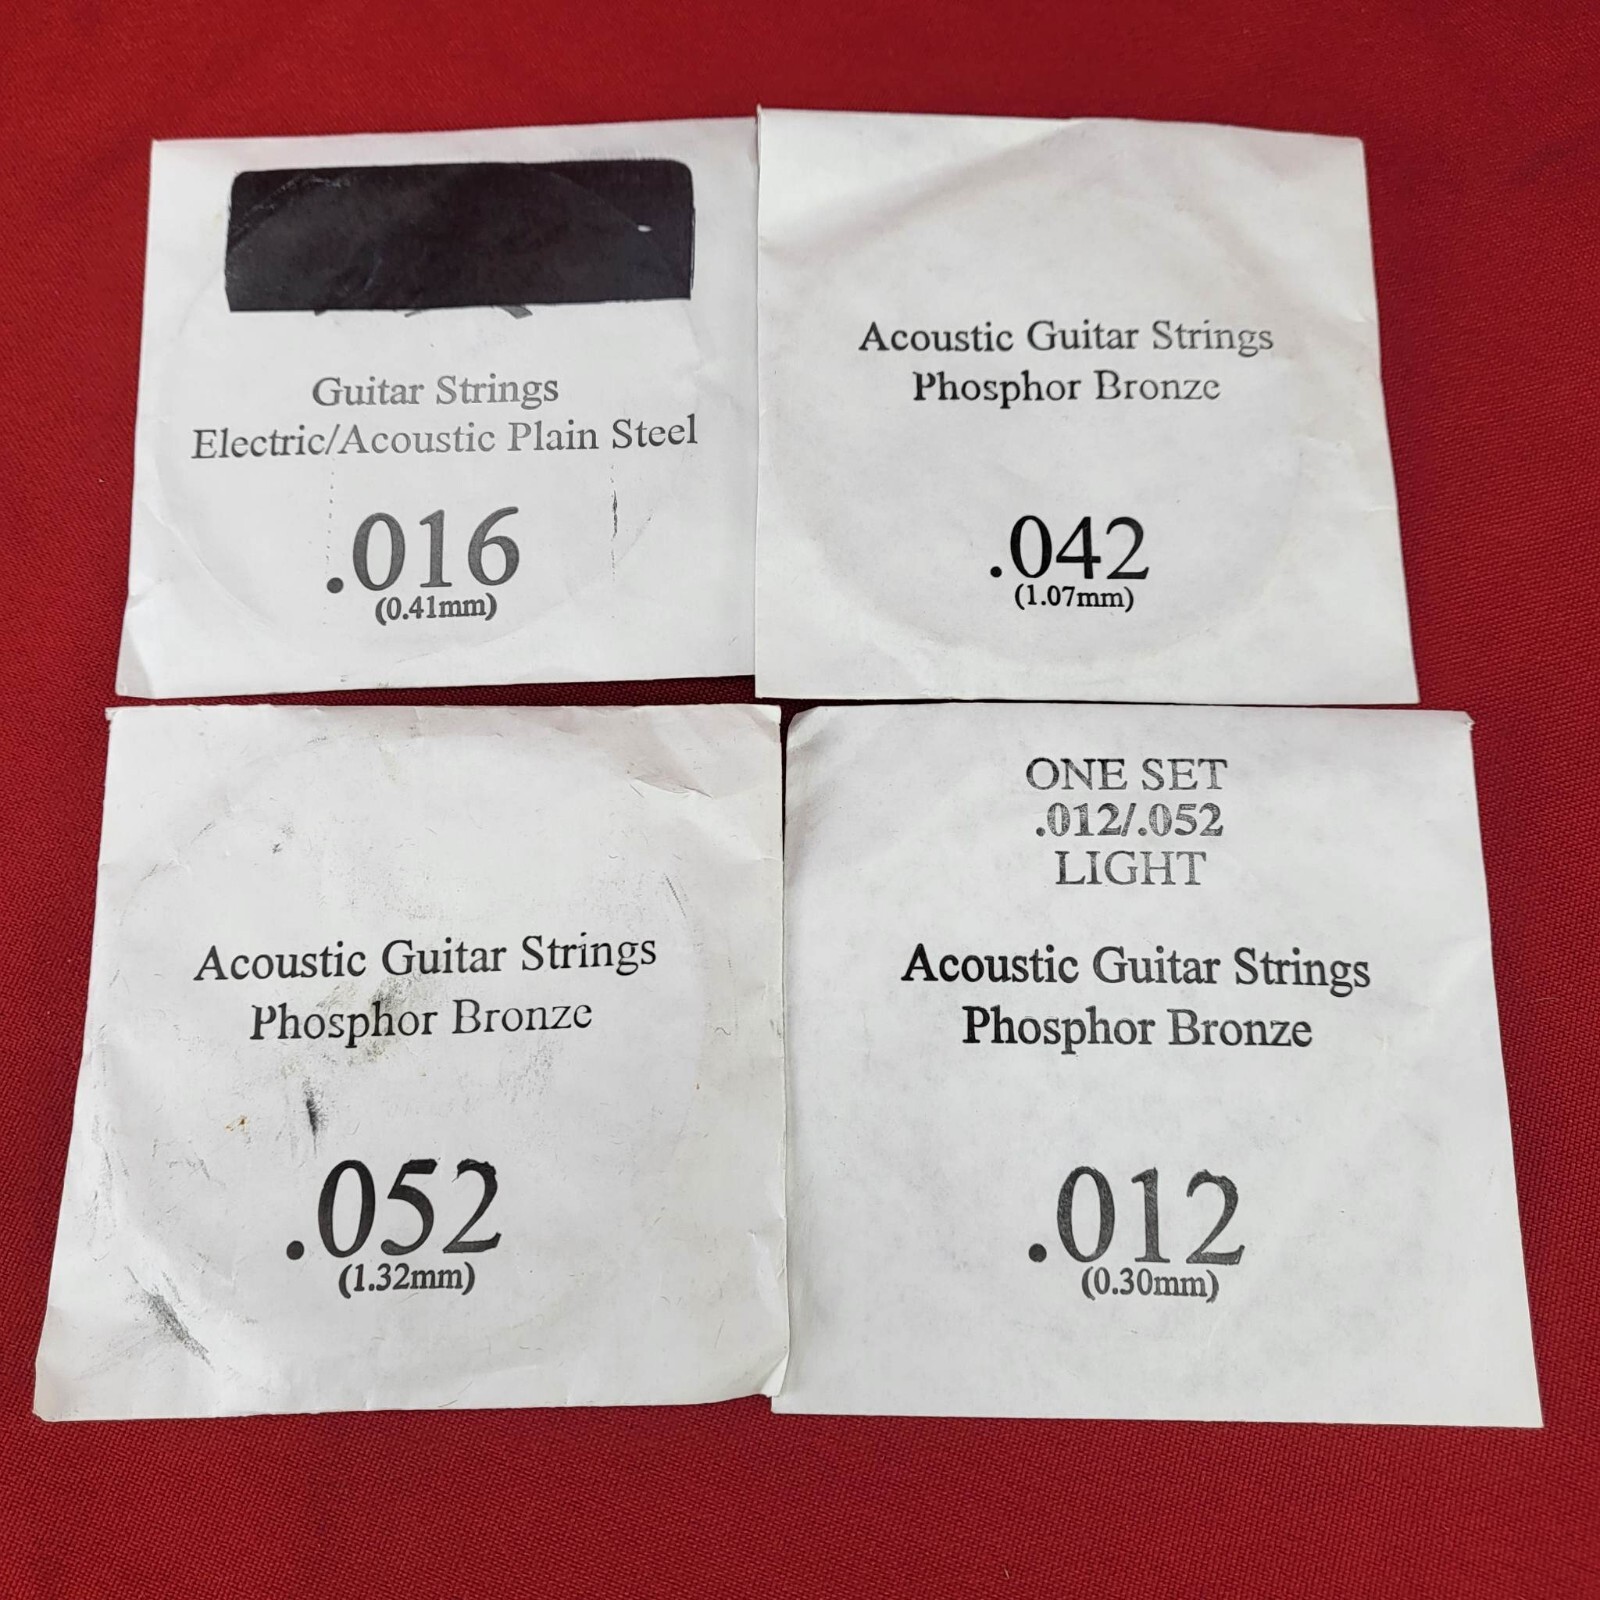 Guitar Strings
Electric/Acoustic Plain Steel
.016
(0.41mm)
Acoustic Guitar Strings
Phosphor Bronze
.042
(1.07mm)
Acoustic Guitar Strings
Phosphor Bronze
.052
(1.32mm)
ONE SET
.012/.052
LIGHT
Acoustic Guitar Strings
Phosphor Bronze
.012
(0.30mm)